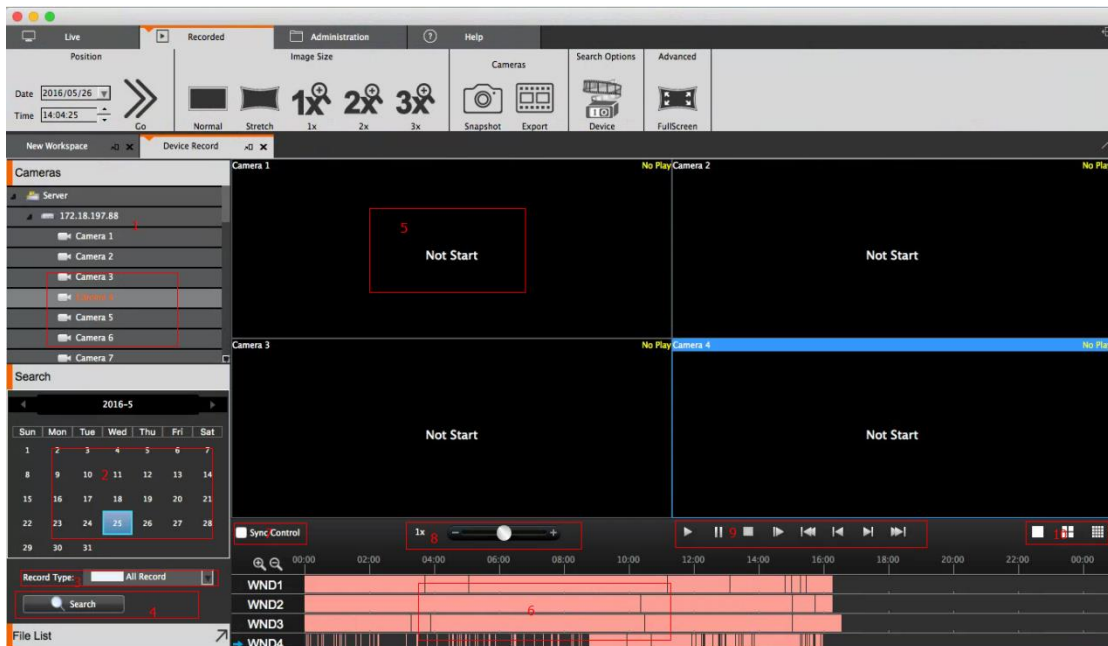 Live Recorded Administration Help
Position Image Size Cameras Search Options Advanced
Date 2016/05/26
Time 14:04:25
Go Normal Stretch 1x 2x 3x Snapshot Export Device FullScreen
1x 2x 3x
New Workspace Device Record
Cameras
Server
172.18.197.88
1
Camera 1
Camera 2
Camera 3
Camera 5
Camera 6
Camera 7
Camera 1 No Play
5
Not Start
Camera 2 No Play
Not Start
Camera 3 No Play
Not Start
Camera 4 No Play
Not Start
Search
2016-5
Sun Mon Tue Wed Thu Fri Sat
1 2 3 4 5 6 7
8 9 10 2 11 12 13 14
15 16 17 18 19 20 21
22 23 24 25 26 27 28
29 30 31
Record Type: All Record
3
Search
4
File List
Sync Control
7
1x
8
9
10
00:00 02:00 04:00 06:00 08:00 10:00 12:00 14:00 16:00 18:00 20:00 22:00 00:00
WND1
WND2
6
WND3
WND4